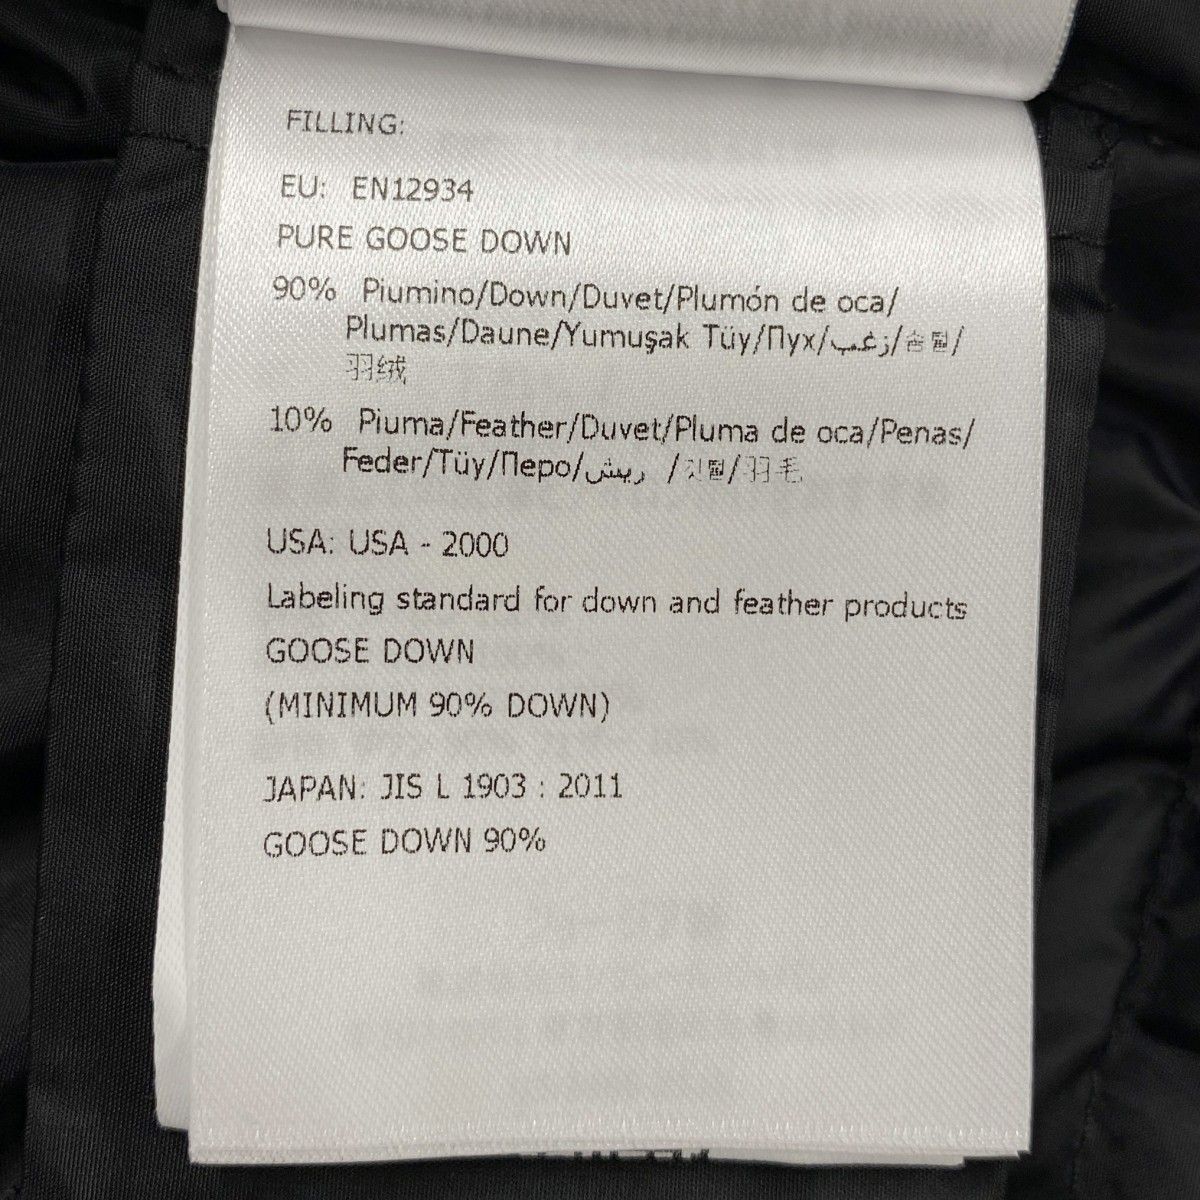 FILLING:
EU: EN12934
PURE GOOSE DOWN
90% Piumino/Down/Duvet/Plumón de oca/
Plumas/Daune/Yumuşak Tüy/Пух/زغب/솜털/
羽绒
10% Piuma/Feather/Duvet/Pluma de oca/Penas/
Feder/Tüy/Перо/ريش /깃털/羽毛
USA: USA - 2000
Labeling standard for down and feather products
GOOSE DOWN
(MINIMUM 90% DOWN)
JAPAN: JIS L 1903 : 2011
GOOSE DOWN 90%